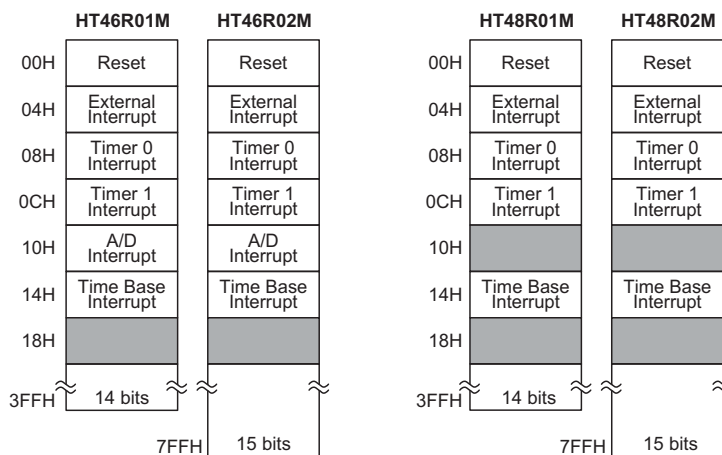 HT46R01M HT46R02M HT48R01M HT48R02M
00H Reset Reset 00H Reset Reset
External External External External
04H 04H
Interrupt Interrupt Interrupt Interrupt
Timer 0 Timer 0 Timer 0 Timer 0
08H 08H
Interrupt Interrupt Interrupt Interrupt
Timer 1 Timer 1 Timer 1 Timer 1
0CH 0CH
Interrupt Interrupt Interrupt Interrupt
A/D A/D
10H 10H
Interrupt Interrupt
Time Base Time Base Time Base Time Base
14H 14H
Interrupt Interrupt Interrupt Interrupt
18H 18H
3FFH 14 bits 3FFH 14 bits
7FFH 15 bits 7FFH 15 bits